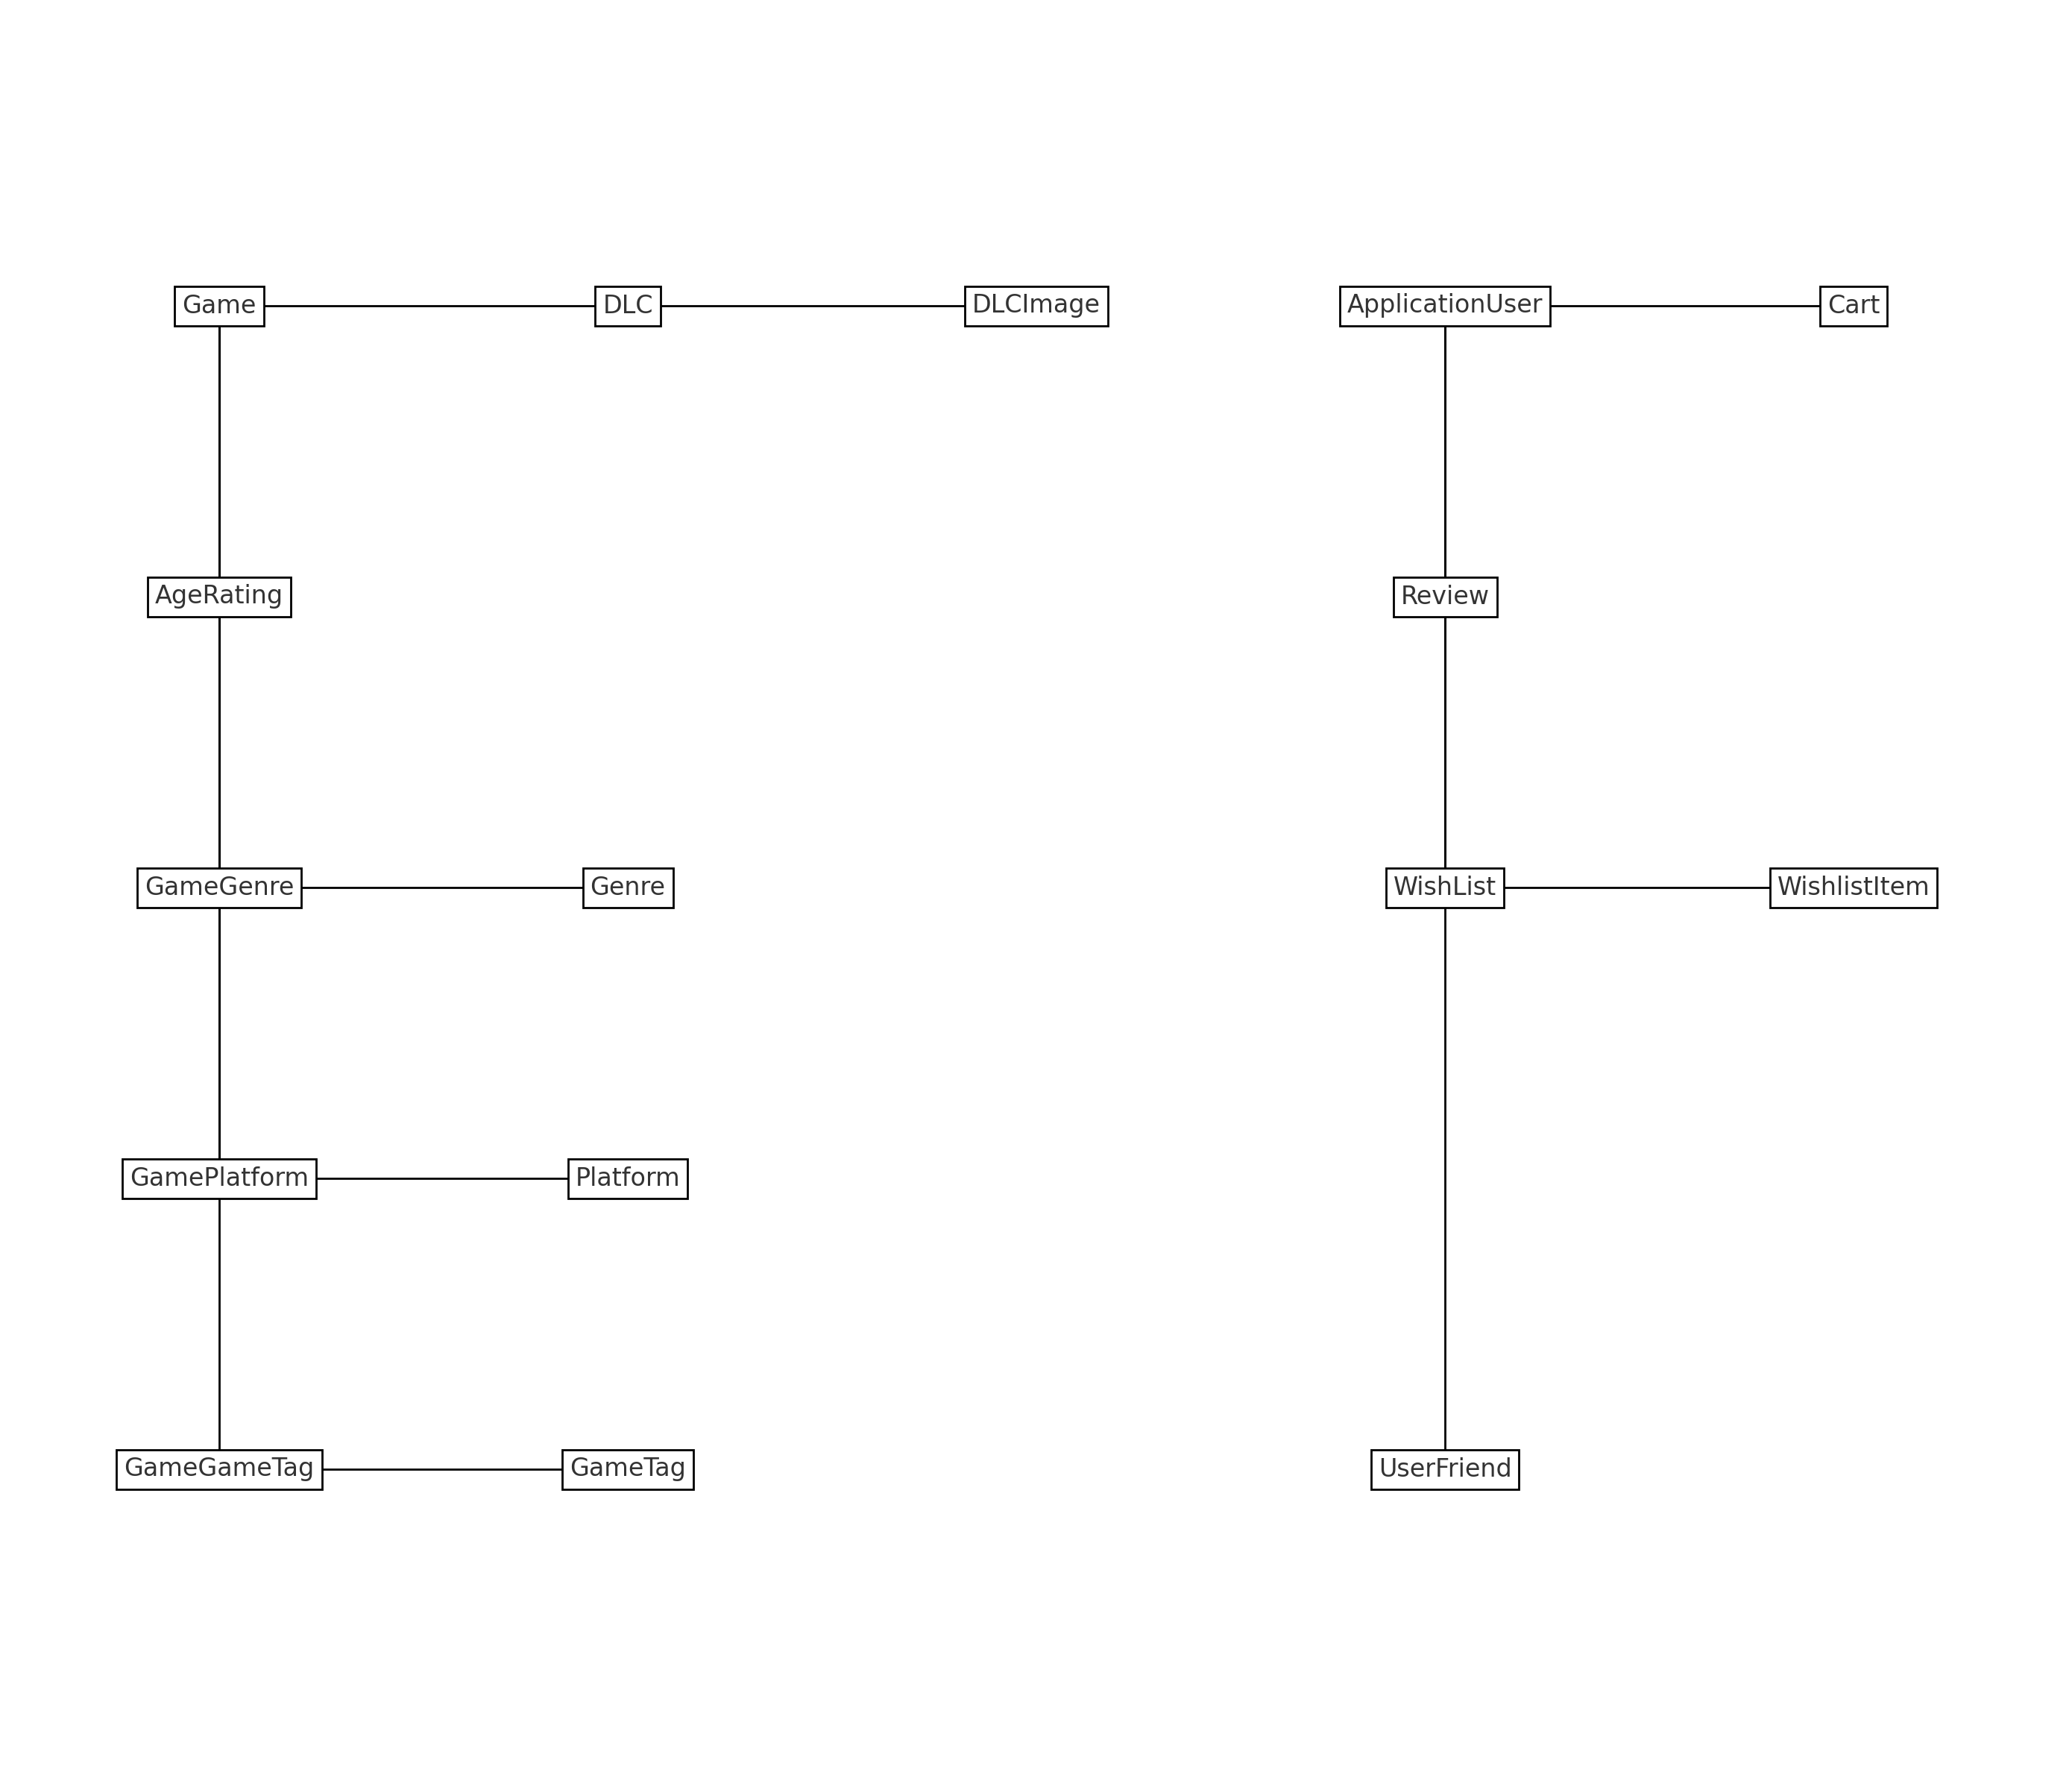 Game
DLC
DLCImage
ApplicationUser
Cart
AgeRating
Review
GameGenre
Genre
WishList
WishlistItem
GamePlatform
Platform
GameGameTag
GameTag
UserFriend